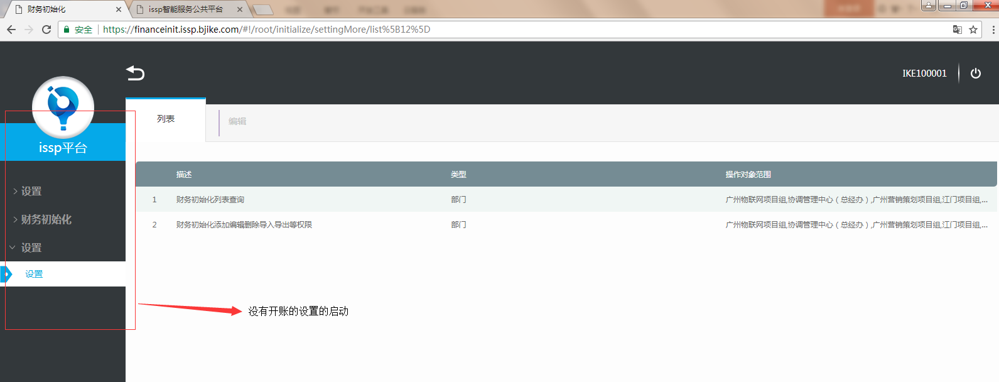 财务初始化
issp智能服务公共平台
安全
https://financeinit.issp.bjike.com/#!/root/initialize/settingMore/list%5B12%5D
IKE100001
issp平台
设置
财务初始化
设置
设置
列表
编辑
描述 类型 操作对象范围
1 财务初始化列表查询 部门 广州物联网项目组,协调管理中心（总经办）,广州营销策划项目组,江门项目组,...
2 财务初始化添加编辑删除导入导出等权限 部门 广州物联网项目组,协调管理中心（总经办）,广州营销策划项目组,江门项目组,...
没有开账的设置的启动